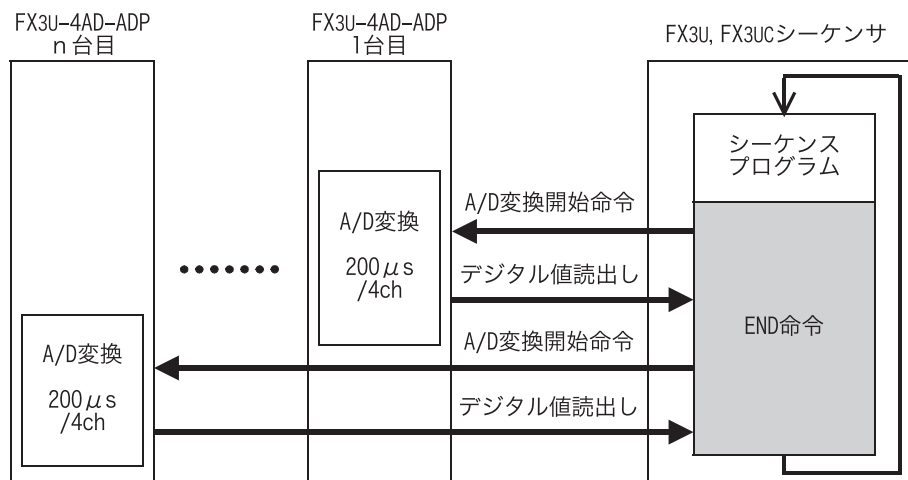 FX3U-4AD-ADP
n台目
FX3U-4AD-ADP
1台目
FX3U, FX3UCシーケンサ
シーケンス
プログラム
A/D変換開始命令
A/D変換
200μs
/4ch
デジタル値読出し
END命令
A/D変換開始命令
A/D変換
200μs
/4ch
デジタル値読出し